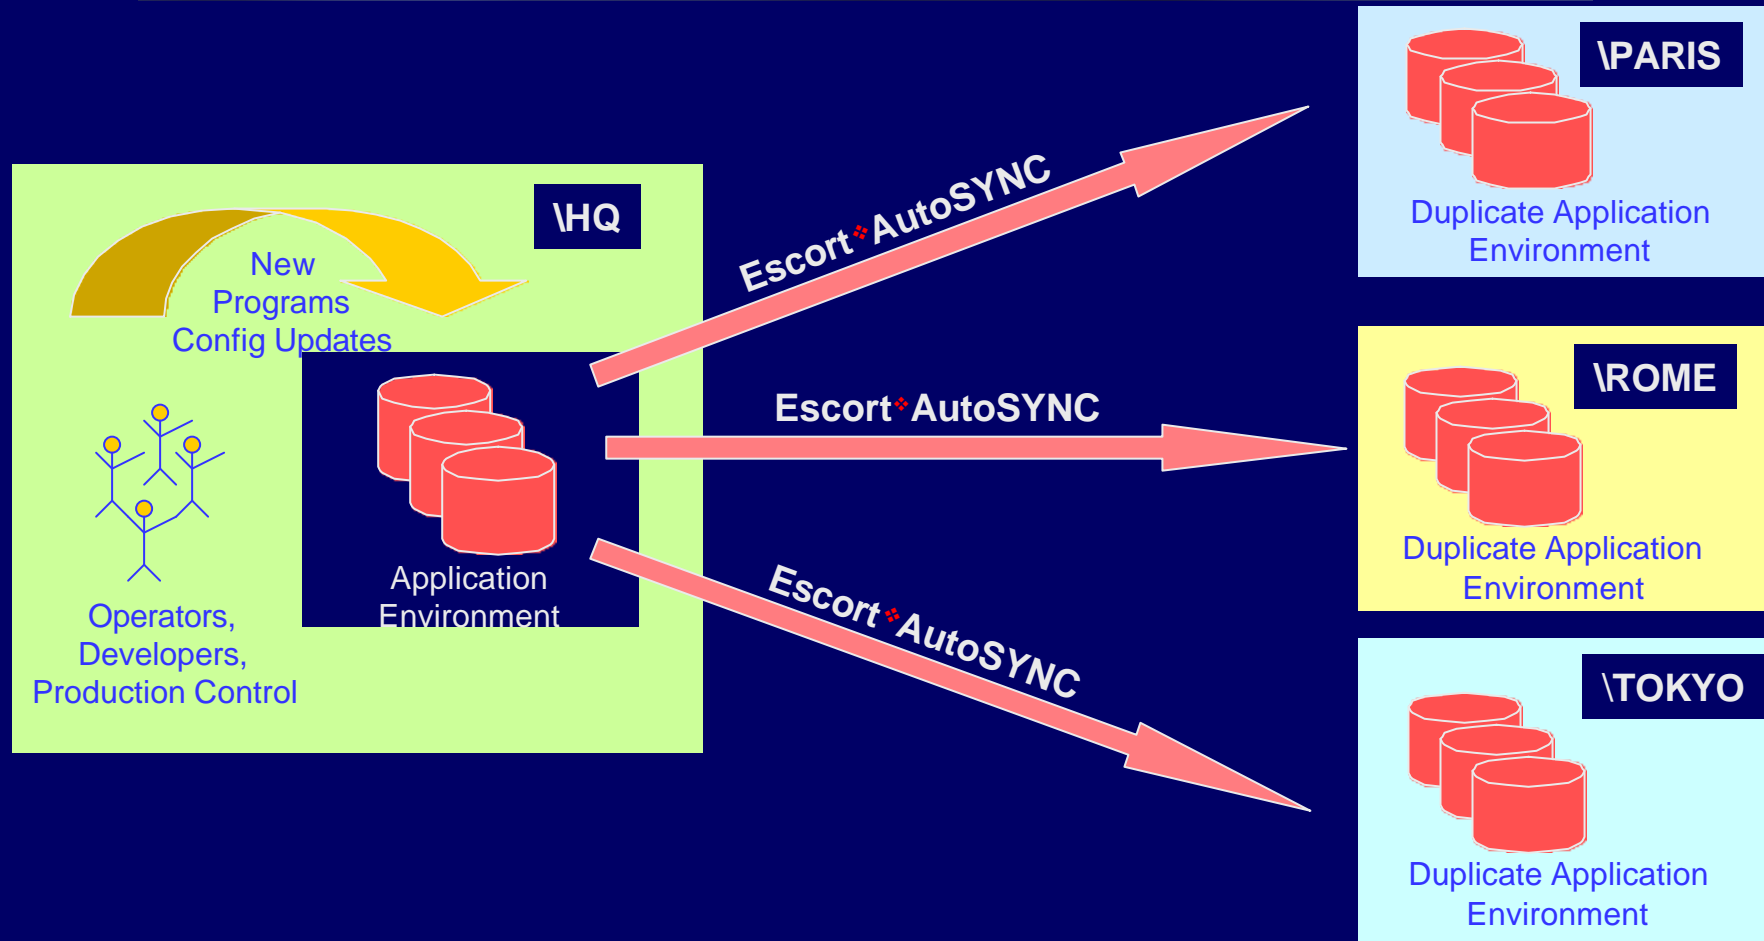 \HQ
New
Programs
Config Updates
Application
Environment
Operators,
Developers,
Production Control
Escort❖AutoSYNC
Escort❖AutoSYNC
Escort❖AutoSYNC
\PARIS
Duplicate Application
Environment
\ROME
Duplicate Application
Environment
\TOKYO
Duplicate Application
Environment